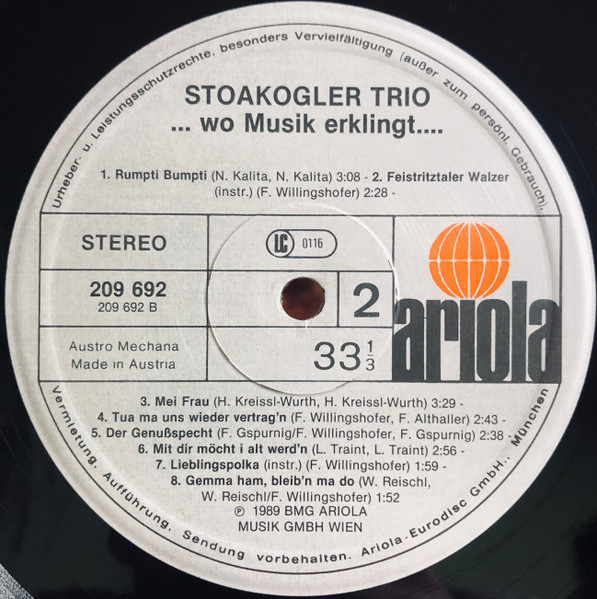 Urheber- u. Leistungsschutzrechte, besonders Vervielfältigung (außer zum persönl. Gebrauch),
STOAKOGLER TRIO
... wo Musik erklingt....
1. Rumpti Bumpti (N. Kalita, N. Kalita) 3:08 - 2. Feistritztaler Walzer
(instr.) (F. Willingshofer) 2:28 -
STEREO
LC 0116
209 692
209 692 B
2
ariola
Austro Mechana
Made in Austria
33 1/3
3. Mei Frau (H. Kreissl-Wurth, H. Kreissl-Wurth) 3:29 -
4. Tua ma uns wieder vertrag'n (F. Willingshofer, F. Althaller) 2:43 -
5. Der Genußspecht (F. Gspurnig/F. Willingshofer, F. Gspurnig) 2:38 -
6. Mit dir möcht i alt werd'n (L. Traint, L. Traint) 2:56 -
7. Lieblingspolka (instr.) (F. Willingshofer) 1:59 -
8. Gemma ham, bleib'n ma do (W. Reischl,
W. Reischl/F. Willingshofer) 1:52
℗ 1989 BMG ARIOLA
MUSIK GMBH WIEN
Vermietung, Aufführung, Sendung vorbehalten. Ariola-Eurodisc GmbH., München